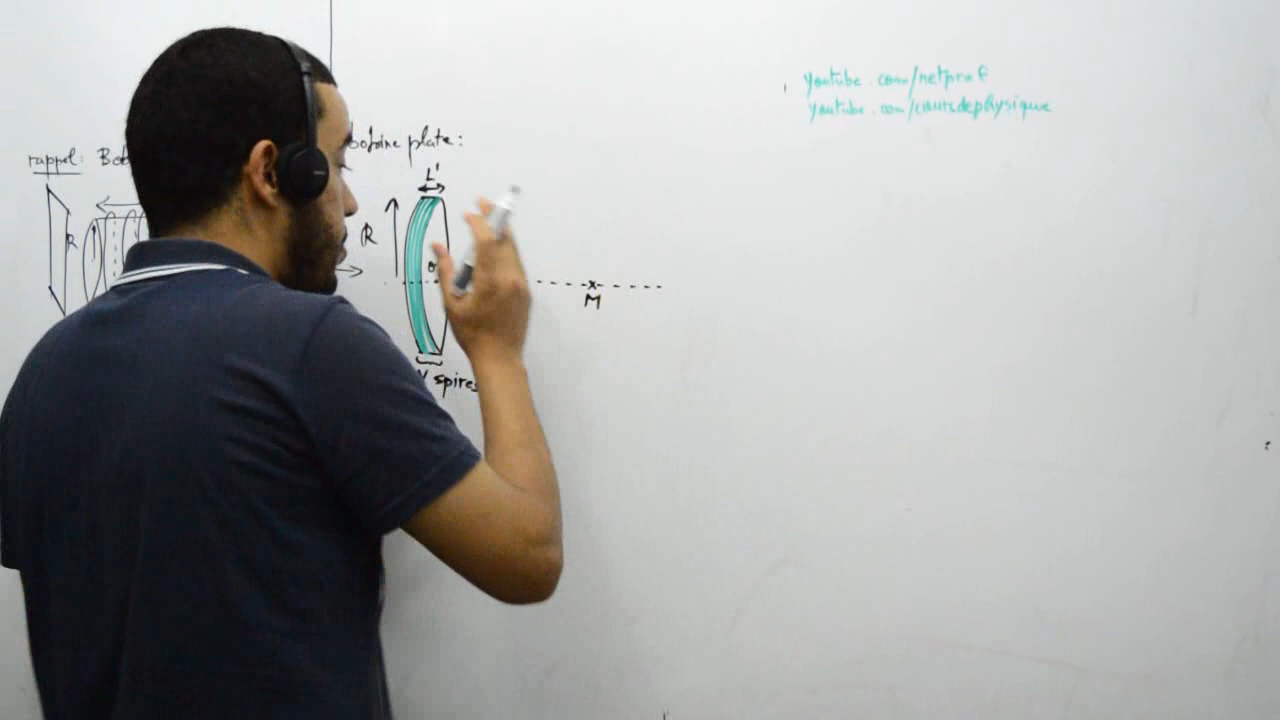 youtube.com/netprof
youtube.com/coursdephysique
rappel: Bob
bobine plate:
L'
R
R
o
M
N spires